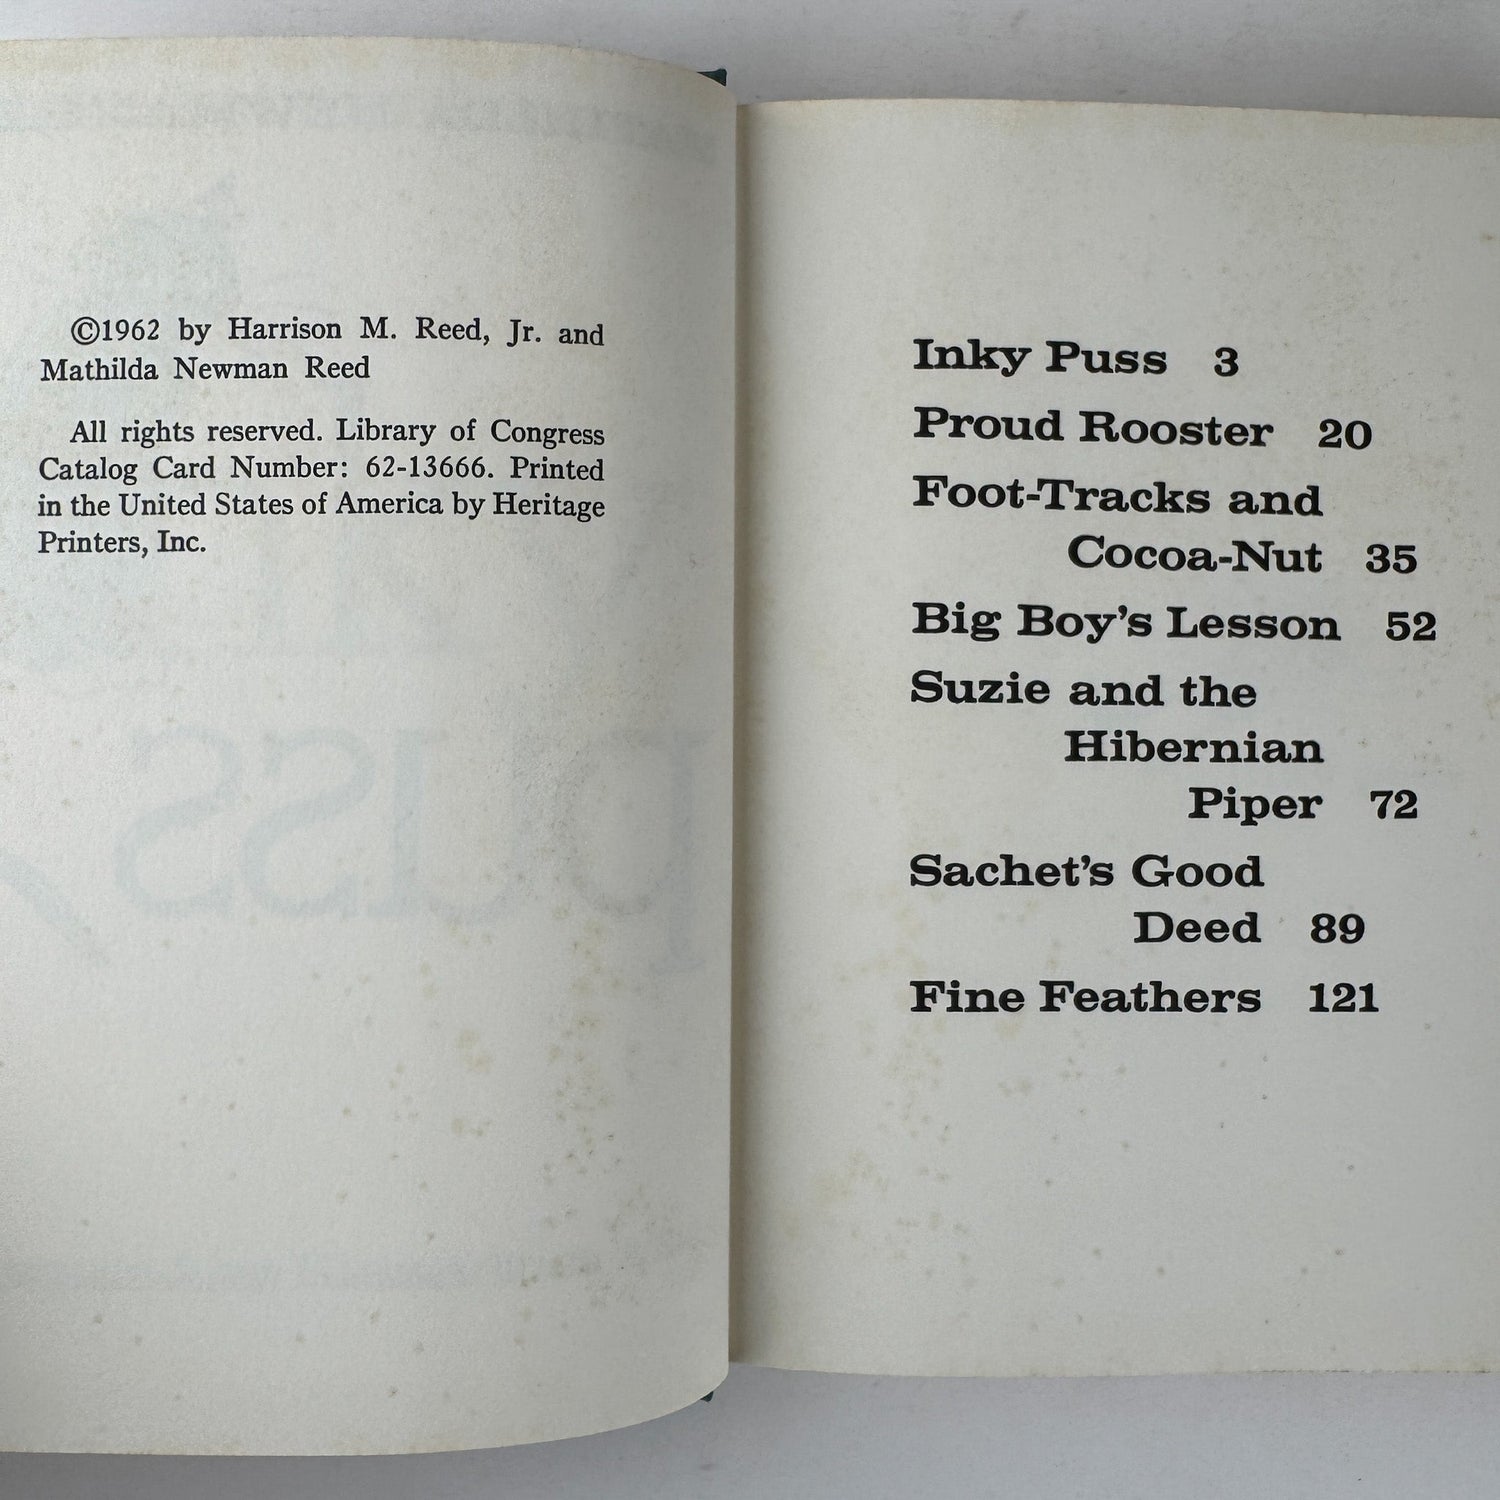 ©1962 by Harrison M. Reed, Jr. and
Mathilda Newman Reed
All rights reserved. Library of Congress
Catalog Card Number: 62-13666. Printed
in the United States of America by Heritage
Printers, Inc.
Inky Puss 3
Proud Rooster 20
Foot-Tracks and
Cocoa-Nut 35
Big Boy's Lesson 52
Suzie and the
Hibernian
Piper 72
Sachet's Good
Deed 89
Fine Feathers 121